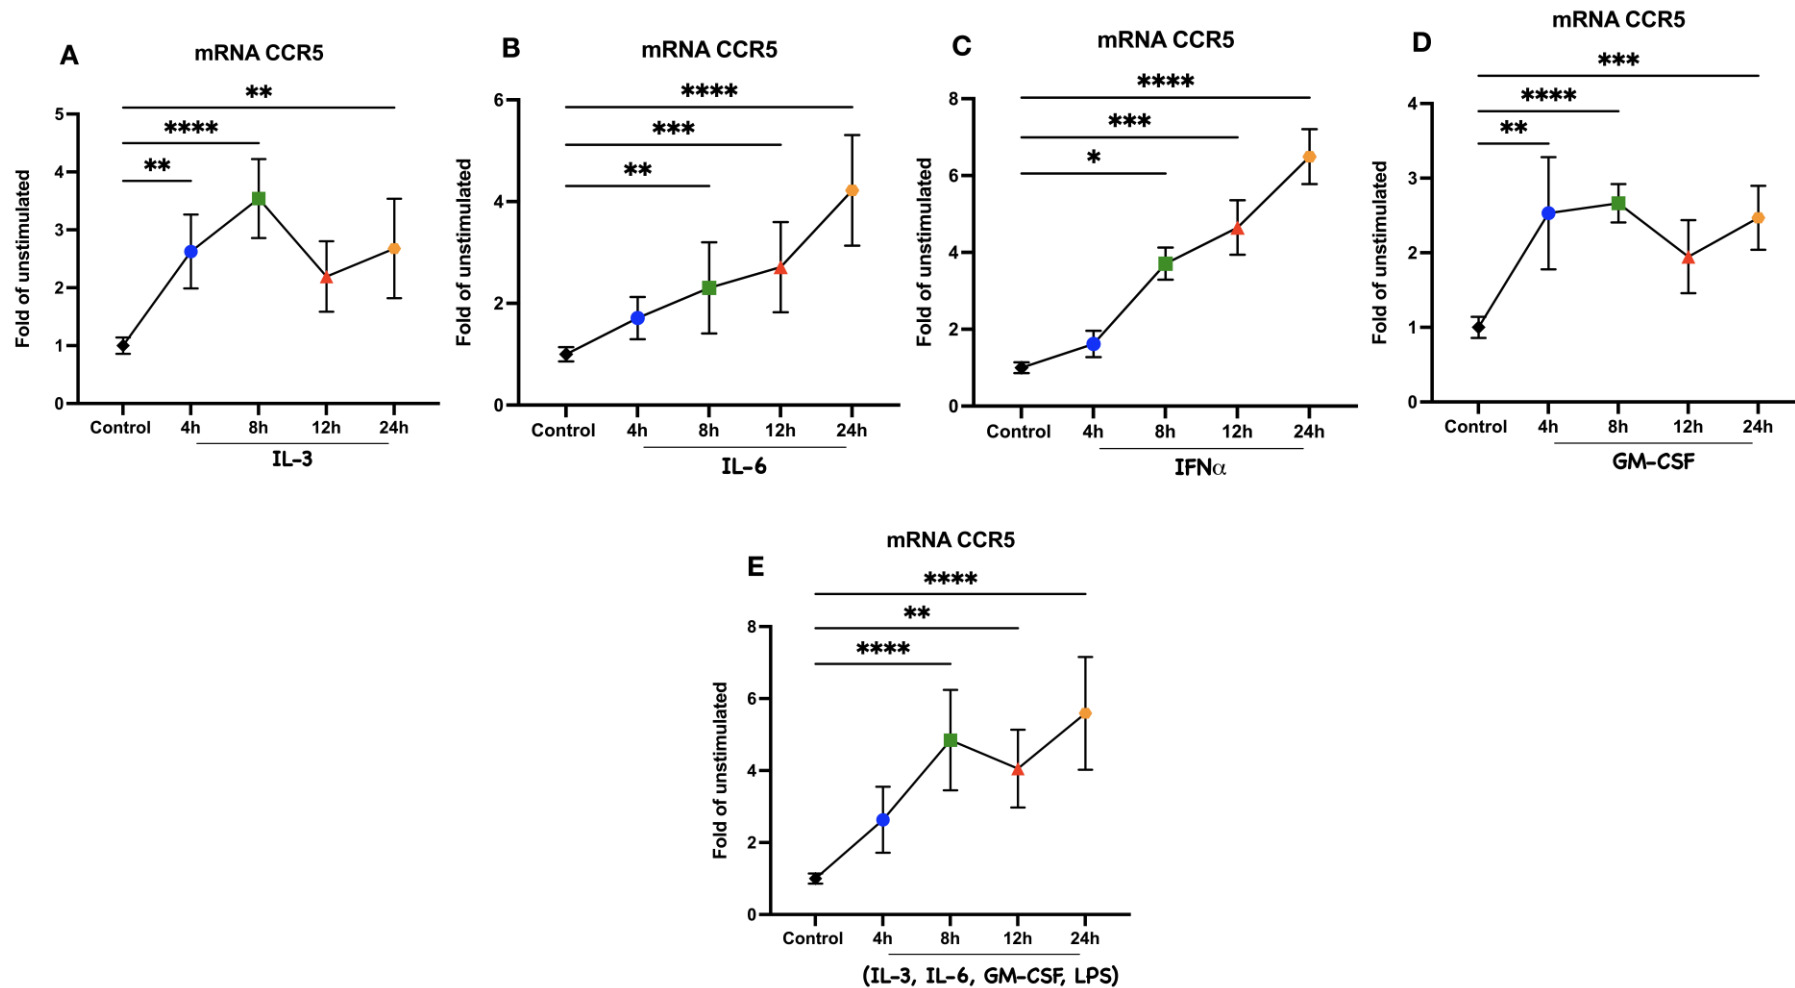 A
mRNA CCR5
**
****
**
5
4
3
2
1
0
Fold of unstimulated
Control 4h 8h 12h 24h
IL-3
B
mRNA CCR5
****
***
**
6
4
2
0
Fold of unstimulated
Control 4h 8h 12h 24h
IL-6
C
mRNA CCR5
****
***
*
8
6
4
2
0
Fold of unstimulated
Control 4h 8h 12h 24h
IFNα
D
mRNA CCR5
***
****
**
4
3
2
1
0
Fold of unstimulated
Control 4h 8h 12h 24h
GM-CSF
E
mRNA CCR5
****
**
****
8
6
4
2
0
Fold of unstimulated
Control 4h 8h 12h 24h
(IL-3, IL-6, GM-CSF, LPS)